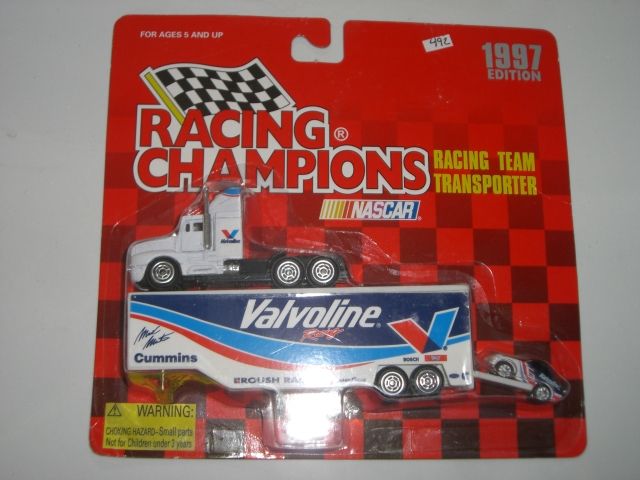 FOR AGES 5 AND UP
492
1997
EDITION
RACING®
CHAMPIONS
RACING TEAM
TRANSPORTER
NASCAR
Valvoline
Valvoline
Racing
Cummins
BOSCH
ROUSH RACING
WARNING:
CHOKING HAZARD-Small parts
Not for Children under 3 years